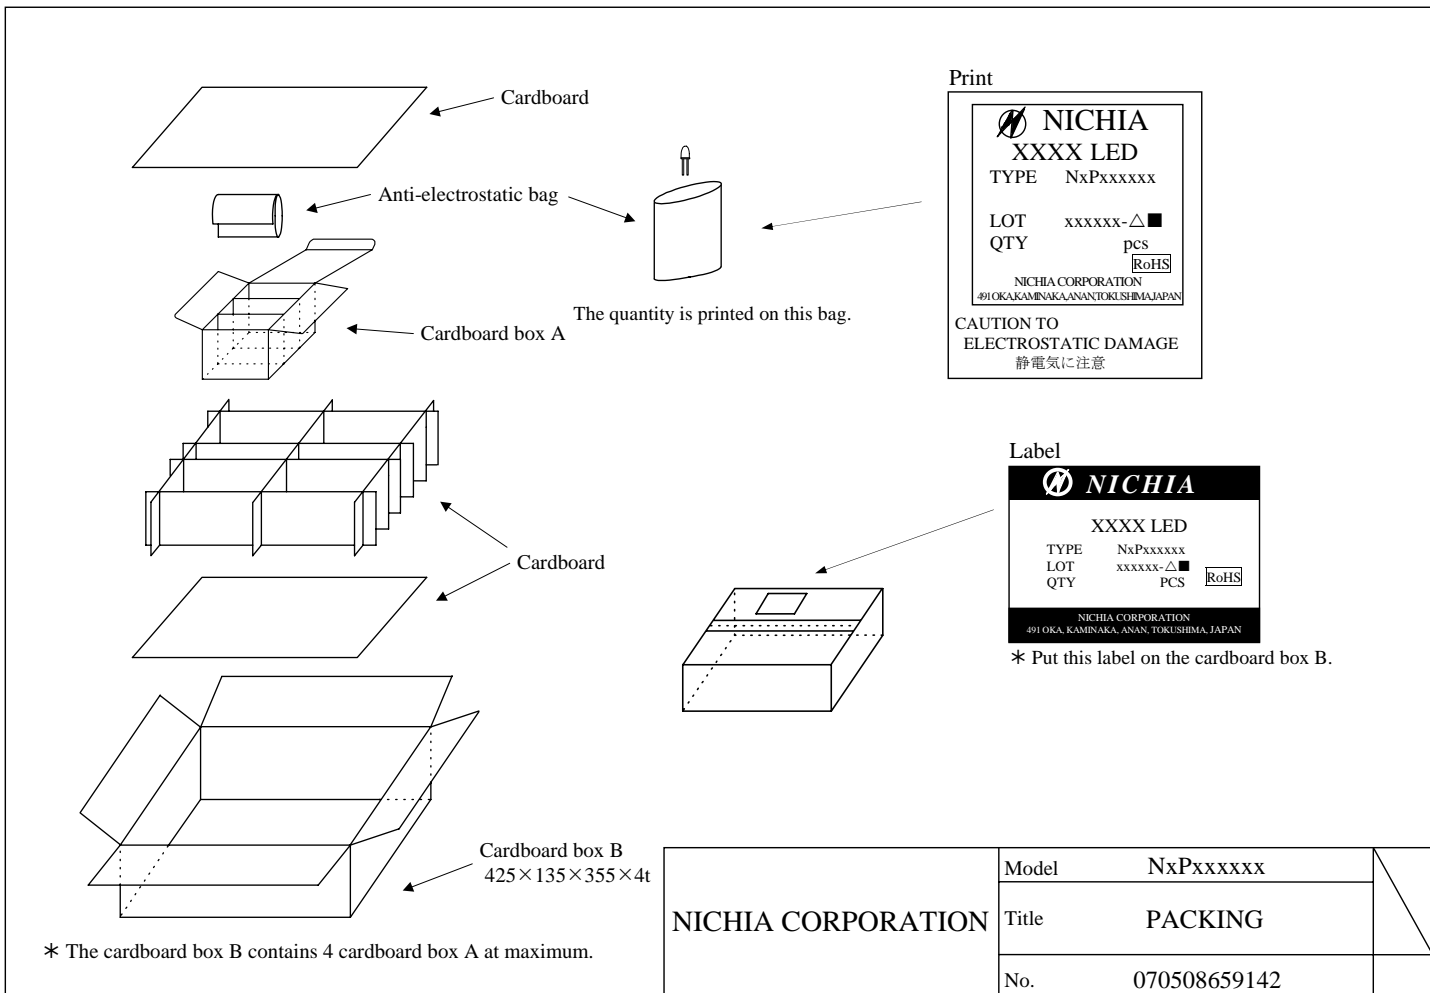 Cardboard
Anti-electrostatic bag
Cardboard box A
The quantity is printed on this bag.
Print
NICHIA
XXXX LED
TYPE NxPxxxxxx
LOT xxxxxx-△■
QTY pcs
RoHS
NICHIA CORPORATION
491 OKA,KAMINAKA,ANAN,TOKUSHIMA,JAPAN
CAUTION TO
ELECTROSTATIC DAMAGE
静電気に注意
Cardboard
Label
NICHIA
XXXX LED
TYPE NxPxxxxxx
LOT xxxxxx-△■
QTY PCS
RoHS
NICHIA CORPORATION
491 OKA, KAMINAKA, ANAN, TOKUSHIMA, JAPAN
＊ Put this label on the cardboard box B.
Cardboard box B
425×135×355×4t
＊ The cardboard box B contains 4 cardboard box A at maximum.
NICHIA CORPORATION
Model NxPxxxxxx
Title PACKING
No. 070508659142